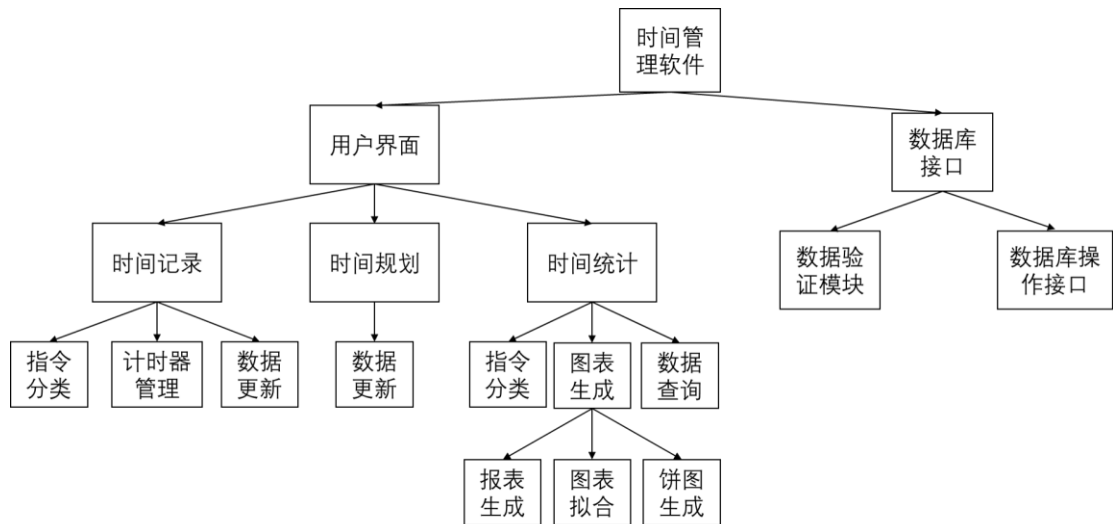 时间管
理软件
用户界面
数据库
接口
时间记录
时间规划
时间统计
数据验
证模块
数据库操
作接口
指令
分类
计时器
管理
数据
更新
数据
更新
指令
分类
图表
生成
数据
查询
报表
生成
图表
拟合
饼图
生成